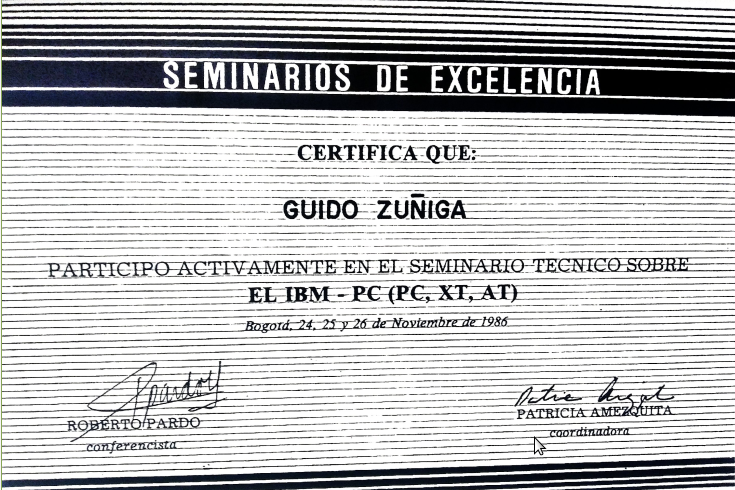 SEMINARIOS DE EXCELENCIA
CERTIFICA QUE:
GUIDO ZUÑIGA
PARTICIPO ACTIVAMENTE EN EL SEMINARIO TECNICO SOBRE
EL IBM - PC (PC, XT, AT)
Bogotá, 24, 25 y 26 de Noviembre de 1986
ROBERTO PARDO
conferencista
PATRICIA AMEZQUITA
coordinadora